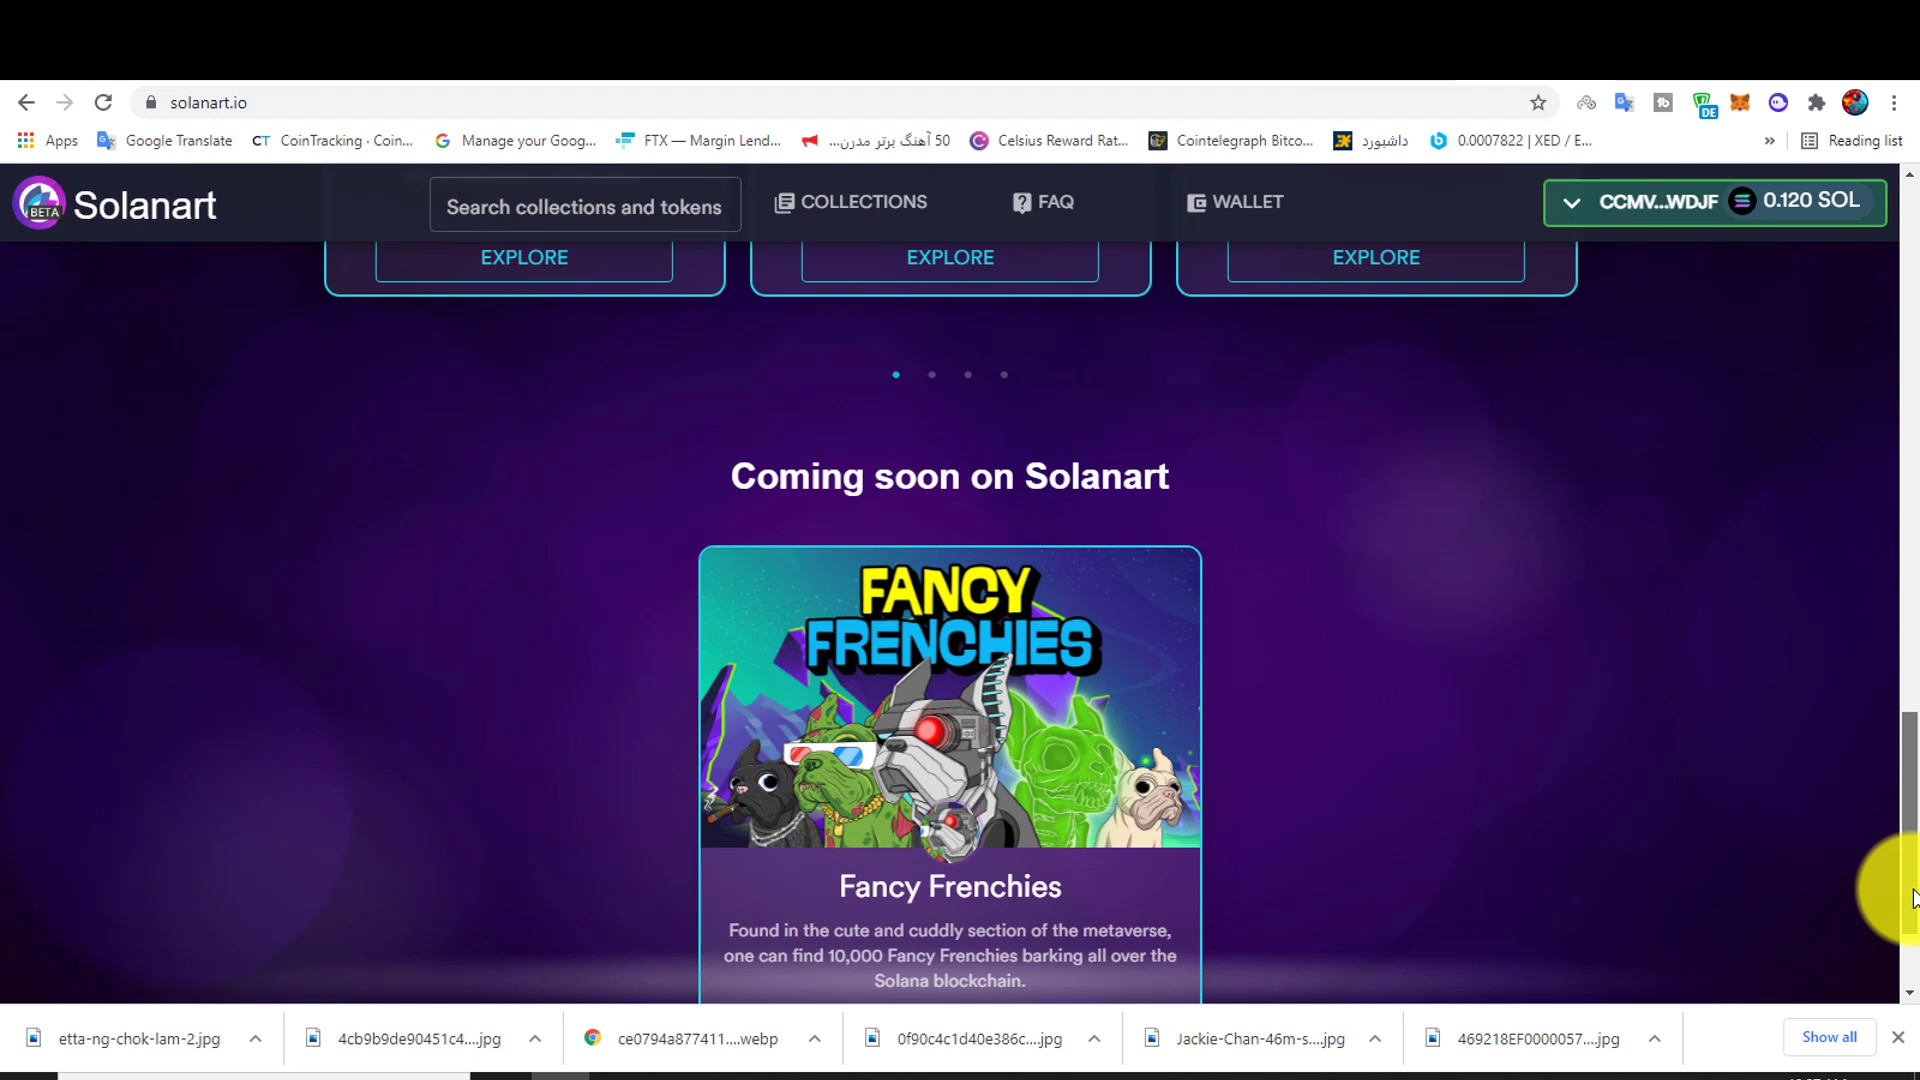 solanart.io
Apps Google Translate CT CoinTracking · Coin... Manage your Goog... FTX — Margin Lend... 50 آهنگ برتر مدرن... Celsius Reward Rat... Cointelegraph Bitco... داشبورد 0.0007822 | XED / E... » Reading list
DE
BETA Solanart Search collections and tokens COLLECTIONS FAQ WALLET CCMV...WDJF 0.120 SOL
EXPLORE EXPLORE EXPLORE
Coming soon on Solanart
FANCY
FRENCHIES
Fancy Frenchies
Found in the cute and cuddly section of the metaverse,
one can find 10,000 Fancy Frenchies barking all over the
Solana blockchain.
etta-ng-chok-lam-2.jpg 4cb9b9de90451c4....jpg ce0794a877411....webp 0f90c4c1d40e386c....jpg Jackie-Chan-46m-s....jpg 469218EF0000057....jpg Show all